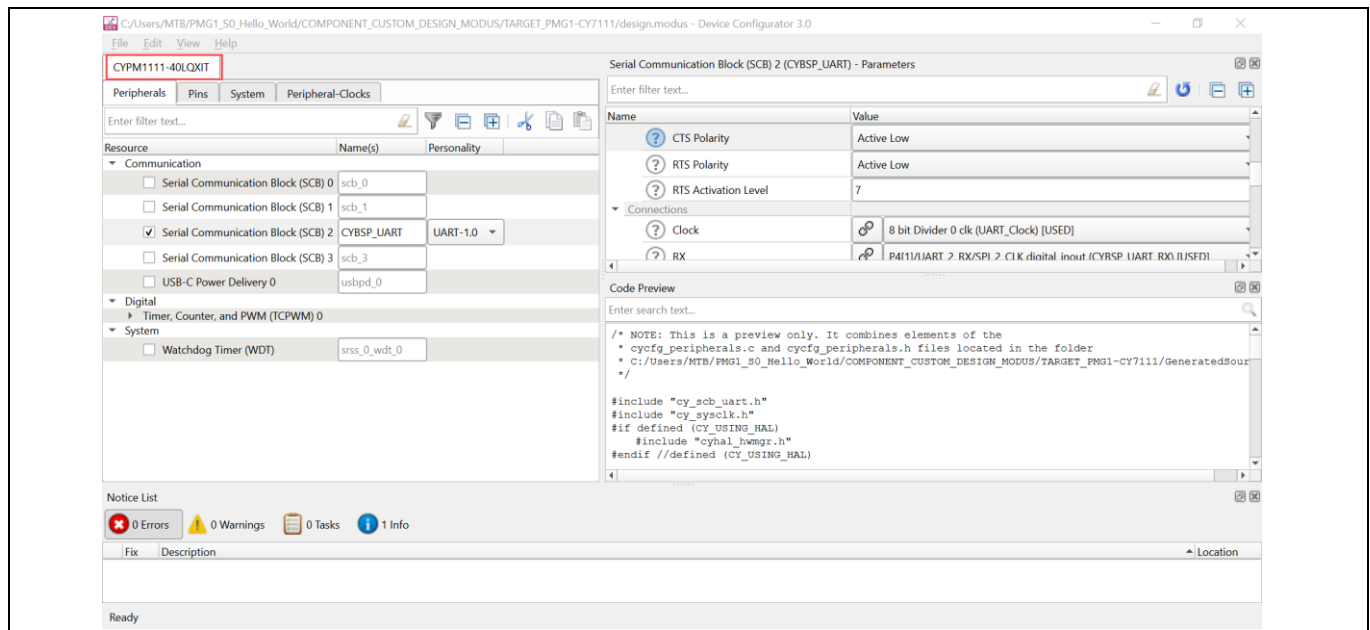 C:/Users/MTB/PMG1_S0_Hello_World/COMPONENT_CUSTOM_DESIGN_MODUS/TARGET_PMG1-CY7111/design.modus - Device Configurator 3.0
File Edit View Help
CYPM1111-40LQXIT
Peripherals Pins System Peripheral-Clocks
Enter filter text...
Resource Name(s) Personality
Communication
Serial Communication Block (SCB) 0 scb_0
Serial Communication Block (SCB) 1 scb_1
Serial Communication Block (SCB) 2 CYBSP_UART UART-1.0
Serial Communication Block (SCB) 3 scb_3
USB-C Power Delivery 0 usbpd_0
Digital
Timer, Counter, and PWM (TCPWM) 0
System
Watchdog Timer (WDT) srss_0_wdt_0
Serial Communication Block (SCB) 2 (CYBSP_UART) - Parameters
Enter filter text...
Name Value
? CTS Polarity Active Low
? RTS Polarity Active Low
? RTS Activation Level 7
Connections
? Clock 8 bit Divider 0 clk (UART_Clock) [USED]
? RX P4[1]/UART_2_RX/SPI_2_CLK digital_inout (CYBSP_UART_RX) [USED]
Code Preview
Enter search text...
/* NOTE: This is a preview only. It combines elements of the
* cycfg_peripherals.c and cycfg_peripherals.h files located in the folder
* C:/Users/MTB/PMG1_S0_Hello_World/COMPONENT_CUSTOM_DESIGN_MODUS/TARGET_PMG1-CY7111/GeneratedSour
*/
#include "cy_scb_uart.h"
#include "cy_sysclk.h"
#if defined (CY_USING_HAL)
#include "cyhal_hwmgr.h"
#endif //defined (CY_USING_HAL)
Notice List
0 Errors 0 Warnings 0 Tasks 1 Info
Fix Description Location
Ready